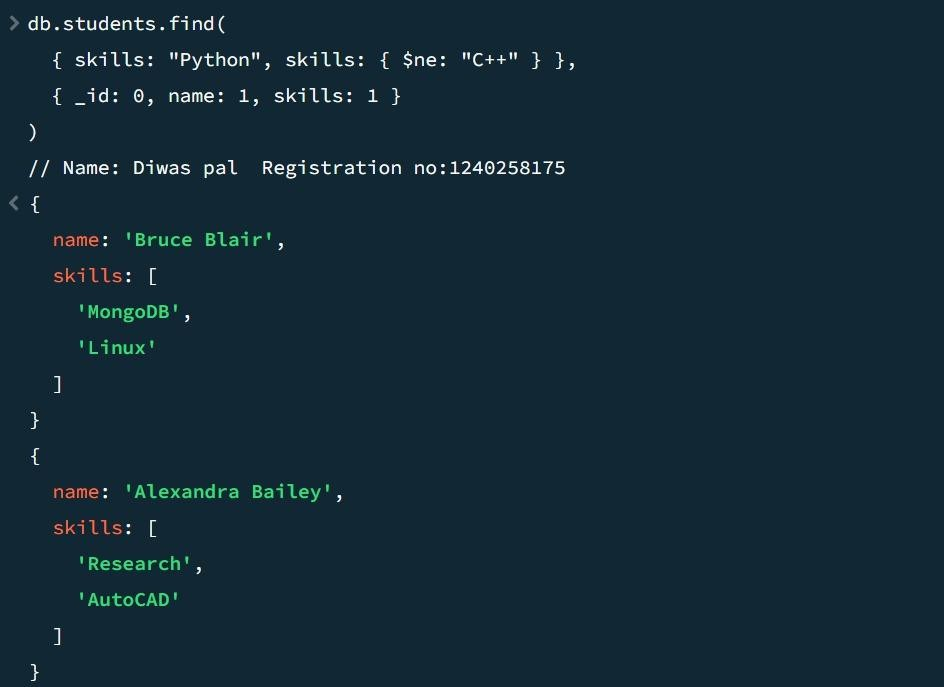 > db.students.find(
{ skills: "Python", skills: { $ne: "C++" } },
{ _id: 0, name: 1, skills: 1 }
)
// Name: Diwas pal  Registration no:1240258175
< {
name: 'Bruce Blair',
skills: [
'MongoDB',
'Linux'
]
}
{
name: 'Alexandra Bailey',
skills: [
'Research',
'AutoCAD'
]
}